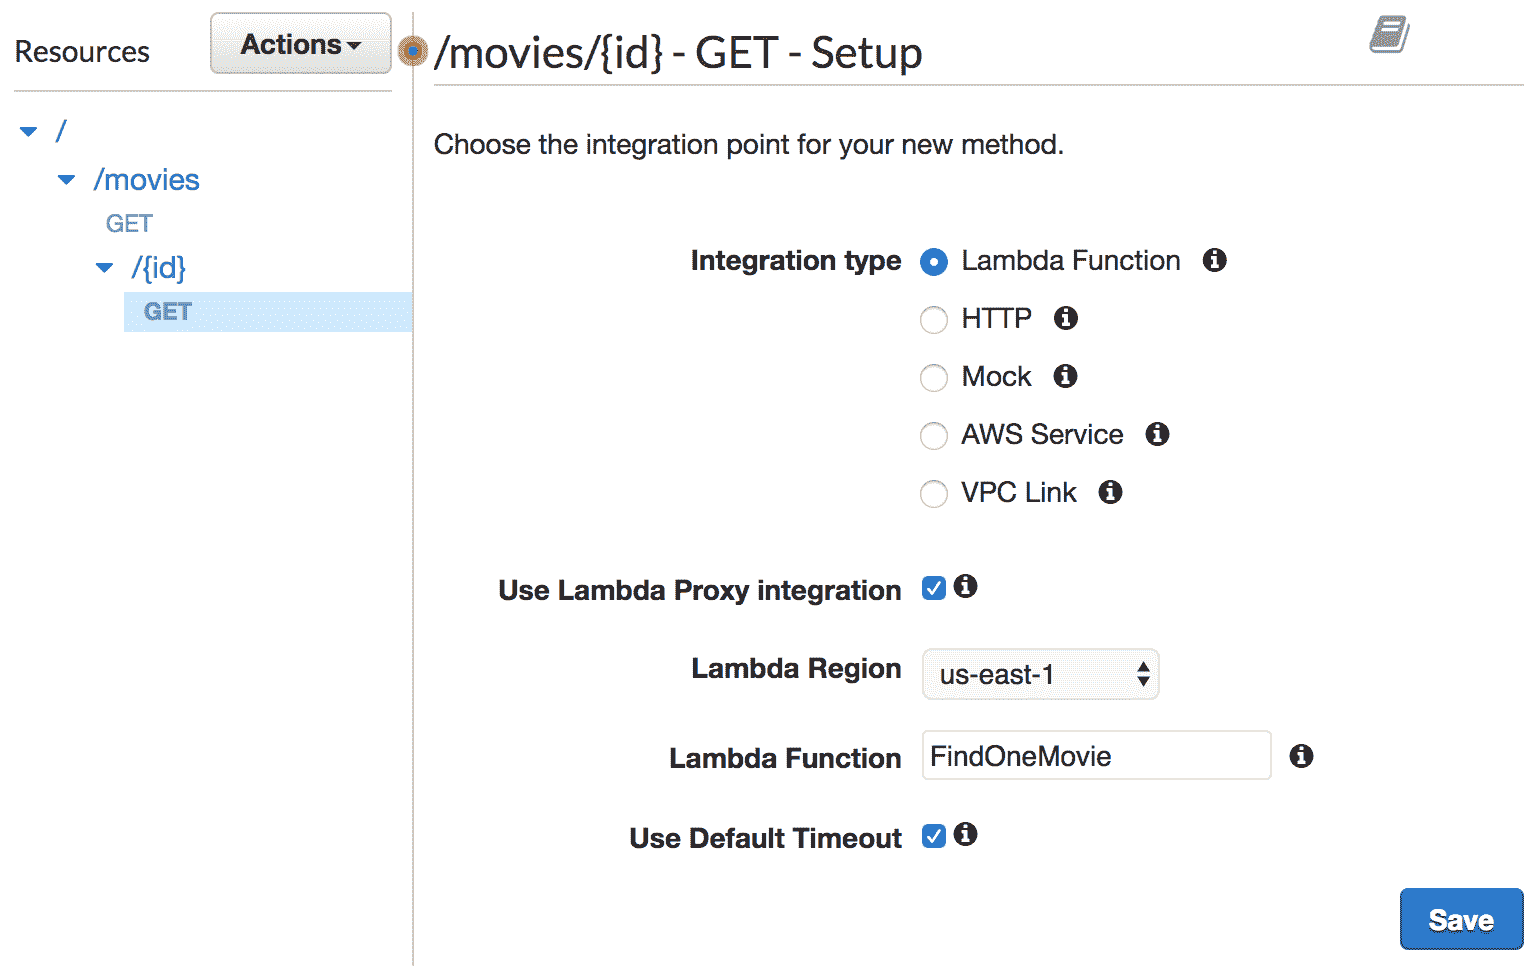 Resources
Actions
/movies/{id} - GET - Setup
/
/movies
GET
/{id}
GET
Choose the integration point for your new method.
Integration type
Lambda Function
HTTP
Mock
AWS Service
VPC Link
Use Lambda Proxy integration
Lambda Region us-east-1
Lambda Function FindOneMovie
Use Default Timeout
Save